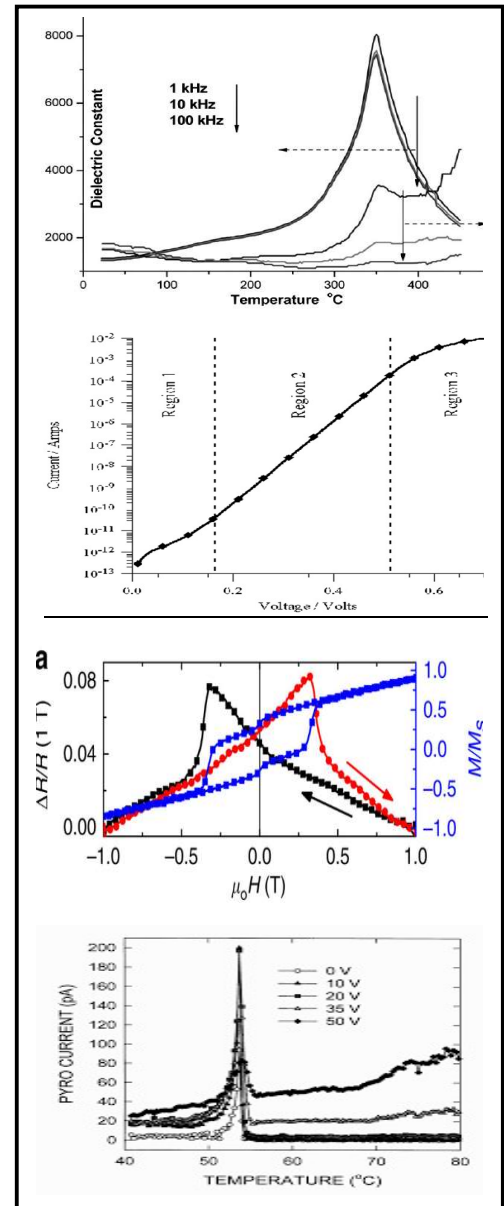 8000
6000
4000
2000
Dielectric Constant
1 kHz
10 kHz
100 kHz
100
200
300
400
Temperature °C
10⁻²
10⁻³
10⁻⁴
10⁻⁵
10⁻⁶
10⁻⁷
10⁻⁸
10⁻⁹
10⁻¹⁰
10⁻¹¹
10⁻¹²
10⁻¹³
Current / Amps
Region 1
Region 2
Region 3
0.0
0.2
0.4
0.6
Voltage / Volts
a
0.08
0.04
0.00
ΔR/R (1 T)
1.0
0.5
0.0
−0.5
−1.0
M/Mₛ
−1.0
−0.5
0.0
0.5
1.0
μ₀H (T)
200
180
160
140
120
100
80
60
40
20
0
PYRO CURRENT (pA)
0 V
10 V
20 V
35 V
50 V
40
50
60
70
80
TEMPERATURE (°C)